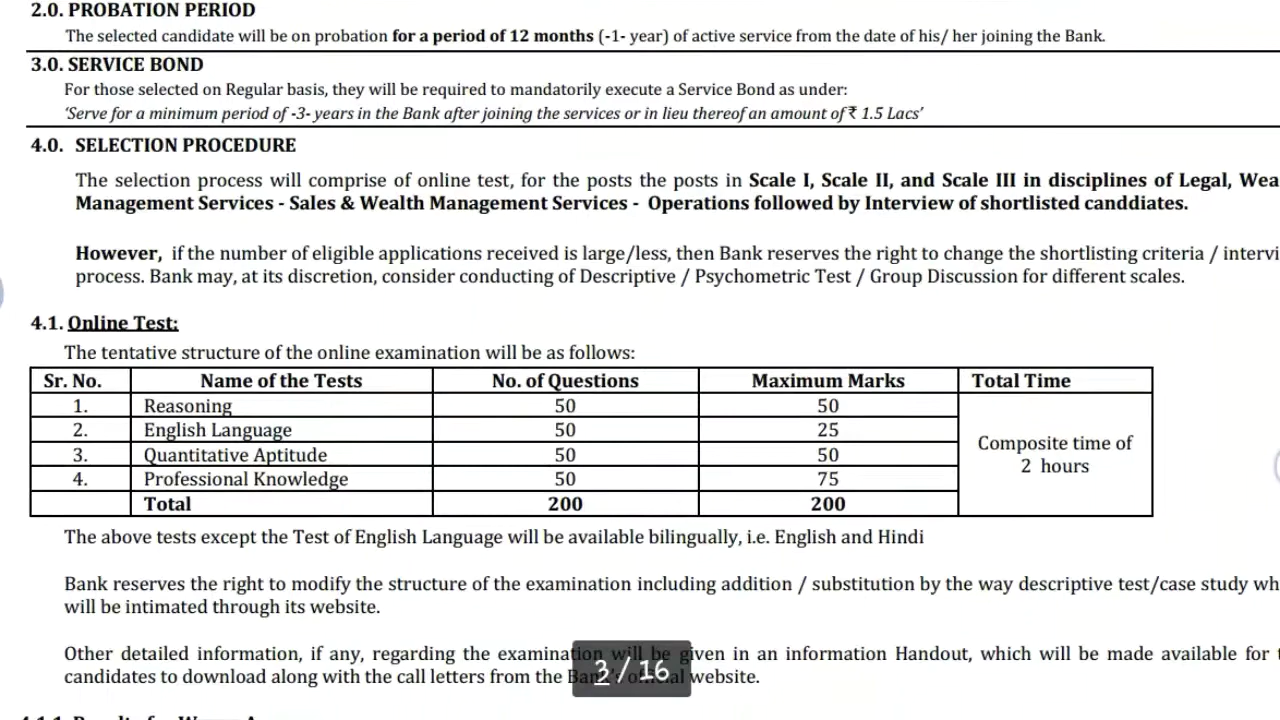 2.0. PROBATION PERIOD
The selected candidate will be on probation for a period of 12 months (-1- year) of active service from the date of his/ her joining the Bank.
3.0. SERVICE BOND
For those selected on Regular basis, they will be required to mandatorily execute a Service Bond as under:
‘Serve for a minimum period of -3- years in the Bank after joining the services or in lieu thereof an amount of ₹ 1.5 Lacs’
4.0. SELECTION PROCEDURE
The selection process will comprise of online test, for the posts the posts in Scale I, Scale II, and Scale III in disciplines of Legal,
Management Services - Sales & Wealth Management Services - Operations followed by Interview of shortlisted canddiates.
However, if the number of eligible applications received is large/less, then Bank reserves the right to change the shortlisting criteria /
process. Bank may, at its discretion, consider conducting of Descriptive / Psychometric Test / Group Discussion for different scales.
4.1. Online Test:
The tentative structure of the online examination will be as follows:
Sr. No. Name of the Tests No. of Questions Maximum Marks Total Time
1. Reasoning 50 50
2. English Language 50 25
3. Quantitative Aptitude 50 50
4. Professional Knowledge 50 75
Composite time of
2 hours
Total 200 200
The above tests except the Test of English Language will be available bilingually, i.e. English and Hindi
Bank reserves the right to modify the structure of the examination including addition / substitution by the way descriptive test/case study
will be intimated through its website.
Other detailed information, if any, regarding the examination will be given in an information Handout, which will be made available for
candidates to download along with the call letters from the Bank's official website.
3 / 16